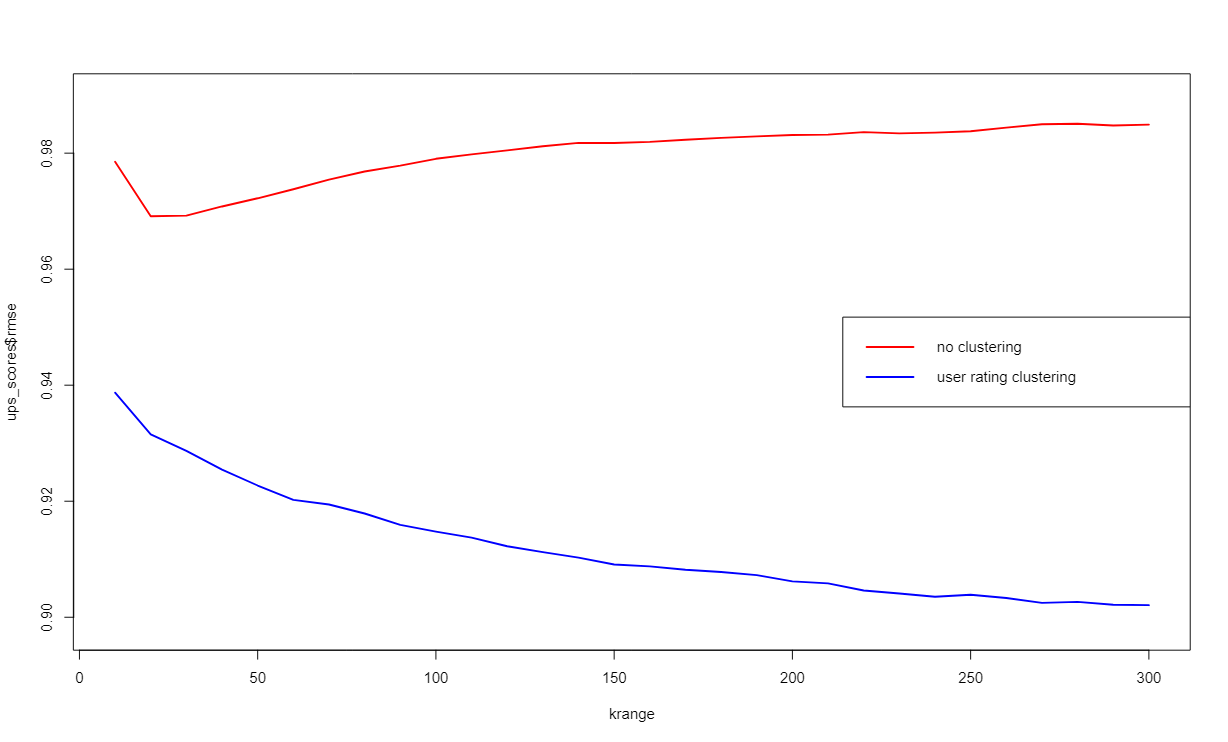 ups_scores$rmse
0.98
0.96
0.94
0.92
0.90
no clustering
user rating clustering
0 50 100 150 200 250 300
krange